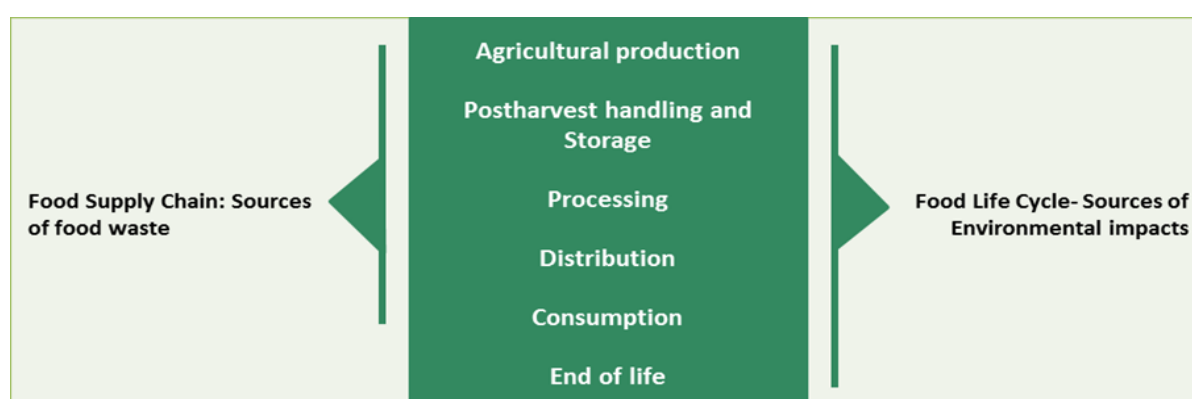 Food Supply Chain: Sources
of food waste
Agricultural production
Postharvest handling and
Storage
Processing
Distribution
Consumption
End of life
Food Life Cycle- Sources of
Environmental impacts